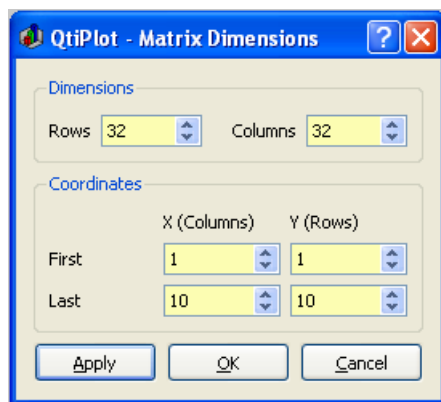 QtiPlot - Matrix Dimensions ?
Dimensions
Rows 32 Columns 32
Coordinates
X (Columns) Y (Rows)
First 1 1
Last 10 10
Apply OK Cancel